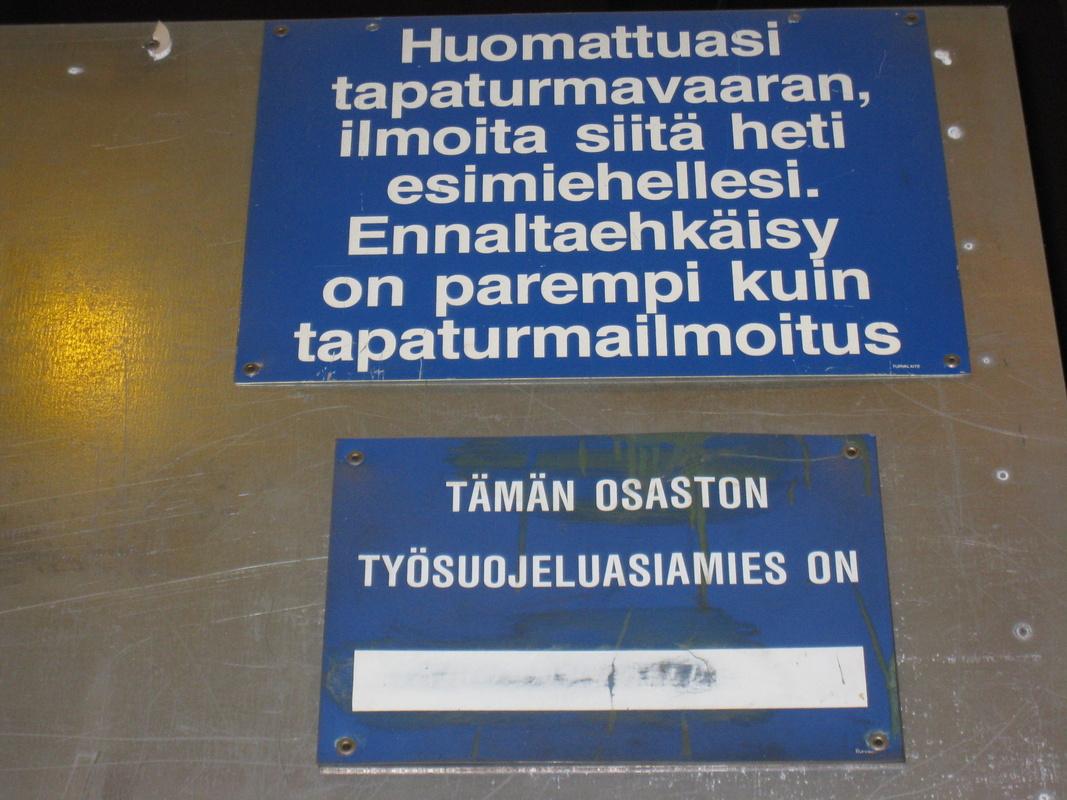 Huomattuasi
tapaturmavaaran,
ilmoita siitä heti
esimiehellesi.
Ennaltaehkäisy
on parempi kuin
tapaturmailmoitus
TÄMÄN OSASTON
TYÖSUOJELUASIAMIES ON